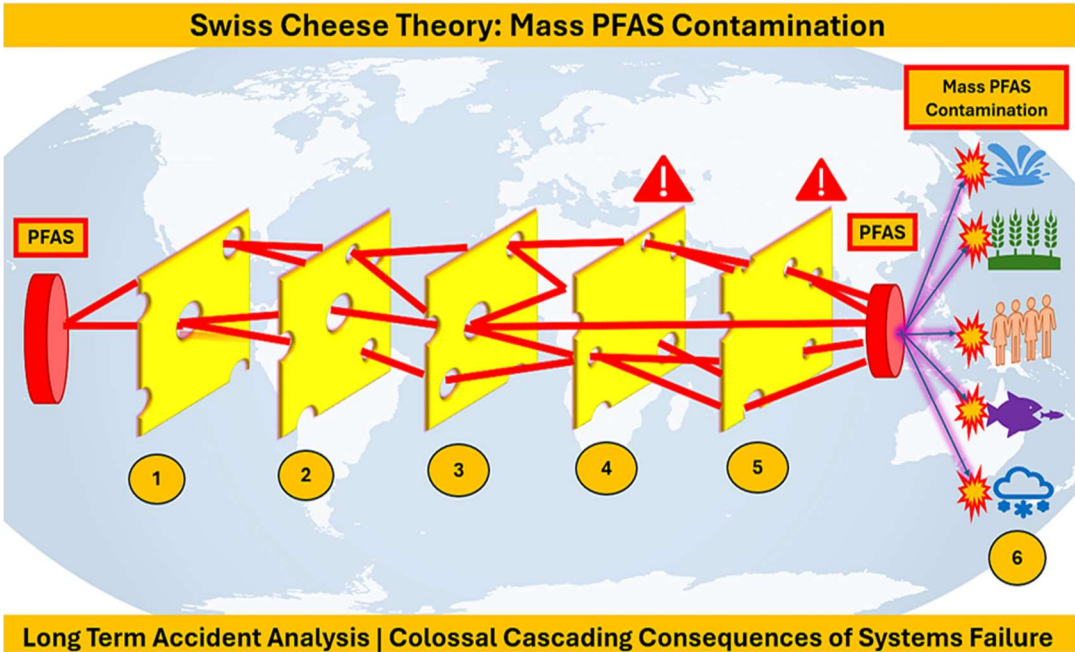 Swiss Cheese Theory: Mass PFAS Contamination
Mass PFAS
Contamination
PFAS
PFAS
!
!
1
2
3
4
5
6
Long Term Accident Analysis | Colossal Cascading Consequences of Systems Failure